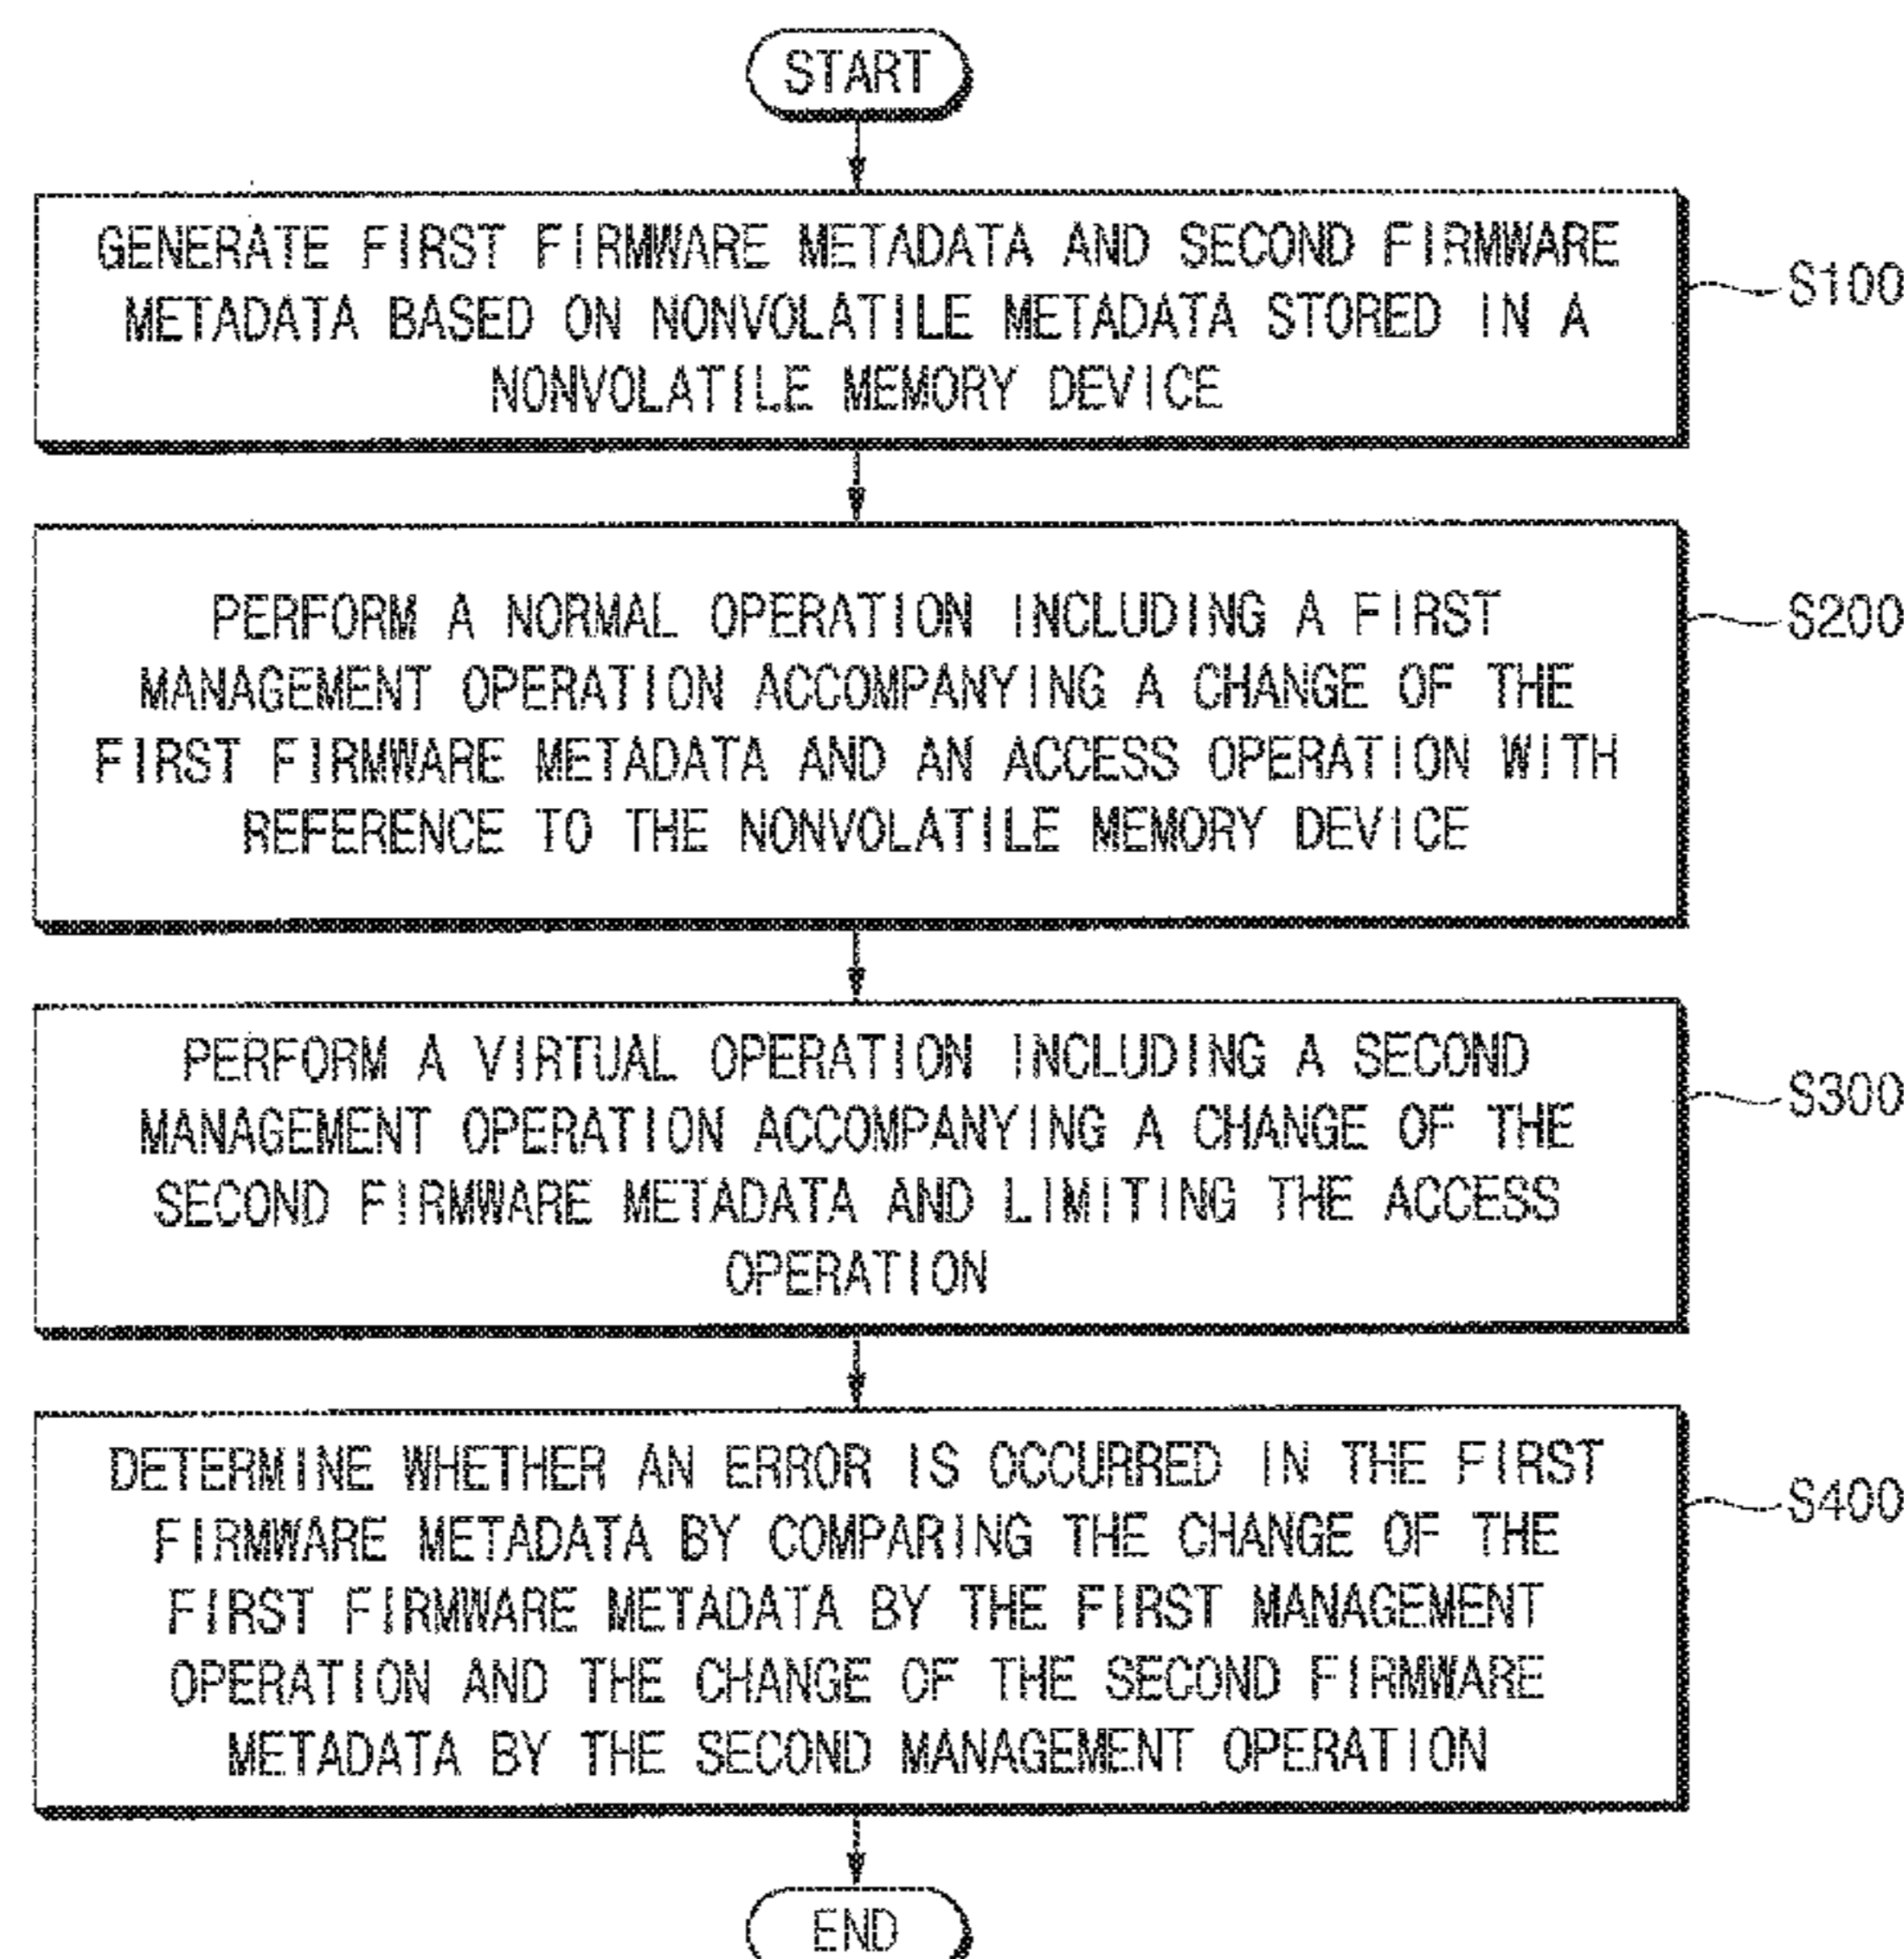 START
GENERATE FIRST FIRMWARE METADATA AND SECOND FIRMWARE
METADATA BASED ON NONVOLATILE METADATA STORED IN A
NONVOLATILE MEMORY DEVICE
S100
PERFORM A NORMAL OPERATION INCLUDING A FIRST
MANAGEMENT OPERATION ACCOMPANYING A CHANGE OF THE
FIRST FIRMWARE METADATA AND AN ACCESS OPERATION WITH
REFERENCE TO THE NONVOLATILE MEMORY DEVICE
S200
PERFORM A VIRTUAL OPERATION INCLUDING A SECOND
MANAGEMENT OPERATION ACCOMPANYING A CHANGE OF THE
SECOND FIRMWARE METADATA AND LIMITING THE ACCESS
OPERATION
S300
DETERMINE WHETHER AN ERROR IS OCCURRED IN THE FIRST
FIRMWARE METADATA BY COMPARING THE CHANGE OF THE
FIRST FIRMWARE METADATA BY THE FIRST MANAGEMENT
OPERATION AND THE CHANGE OF THE SECOND FIRMWARE
METADATA BY THE SECOND MANAGEMENT OPERATION
S400
END